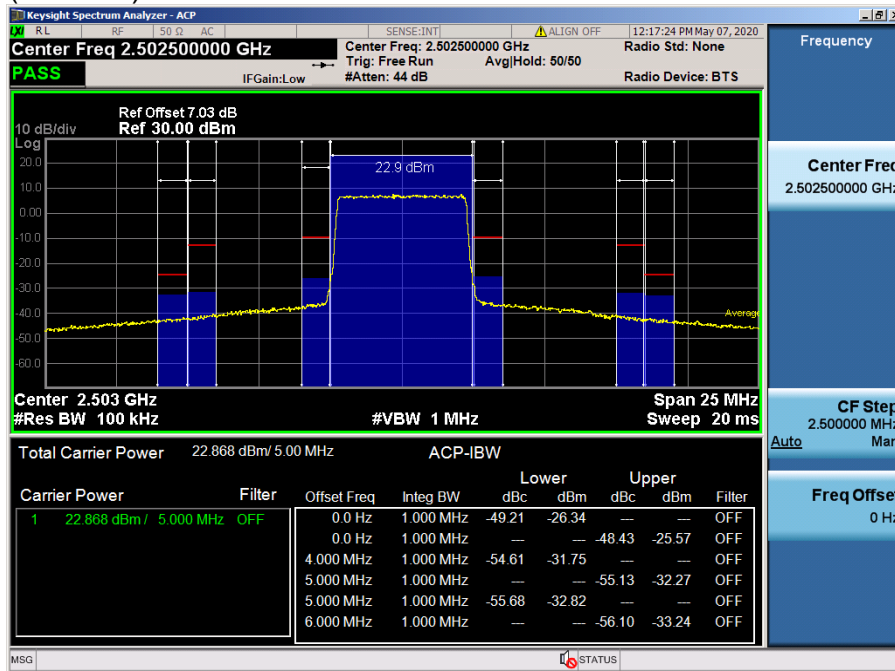 Keysight Spectrum Analyzer - ACP
LXI RL RF 50 Ω AC SENSE:INT ALIGN OFF 12:17:24 PM May 07, 2020
Center Freq 2.502500000 GHz
Center Freq: 2.502500000 GHz Radio Std: None
Trig: Free Run Avg|Hold: 50/50
PASS IFGain:Low #Atten: 44 dB Radio Device: BTS
Ref Offset 7.03 dB
10 dB/div Ref 30.00 dBm
Log
20.0
22.9 dBm
10.0
0.00
-10.0
-20.0
-30.0
-40.0
Average
-50.0
-60.0
Center 2.503 GHz Span 25 MHz
#Res BW 100 kHz #VBW 1 MHz Sweep 20 ms
Total Carrier Power 22.868 dBm/ 5.00 MHz ACP-IBW
Lower Upper
Carrier Power Filter Offset Freq Integ BW dBc dBm dBc dBm Filter
1 22.868 dBm / 5.000 MHz OFF 0.0 Hz 1.000 MHz -49.21 -26.34 --- --- OFF
0.0 Hz 1.000 MHz --- --- -48.43 -25.57 OFF
4.000 MHz 1.000 MHz -54.61 -31.75 --- --- OFF
5.000 MHz 1.000 MHz --- --- -55.13 -32.27 OFF
5.000 MHz 1.000 MHz -55.68 -32.82 --- --- OFF
6.000 MHz 1.000 MHz --- --- -56.10 -33.24 OFF
MSG STATUS
Frequency
Center Freq
2.502500000 GHz
CF Step
2.500000 MHz
Auto Man
Freq Offset
0 Hz